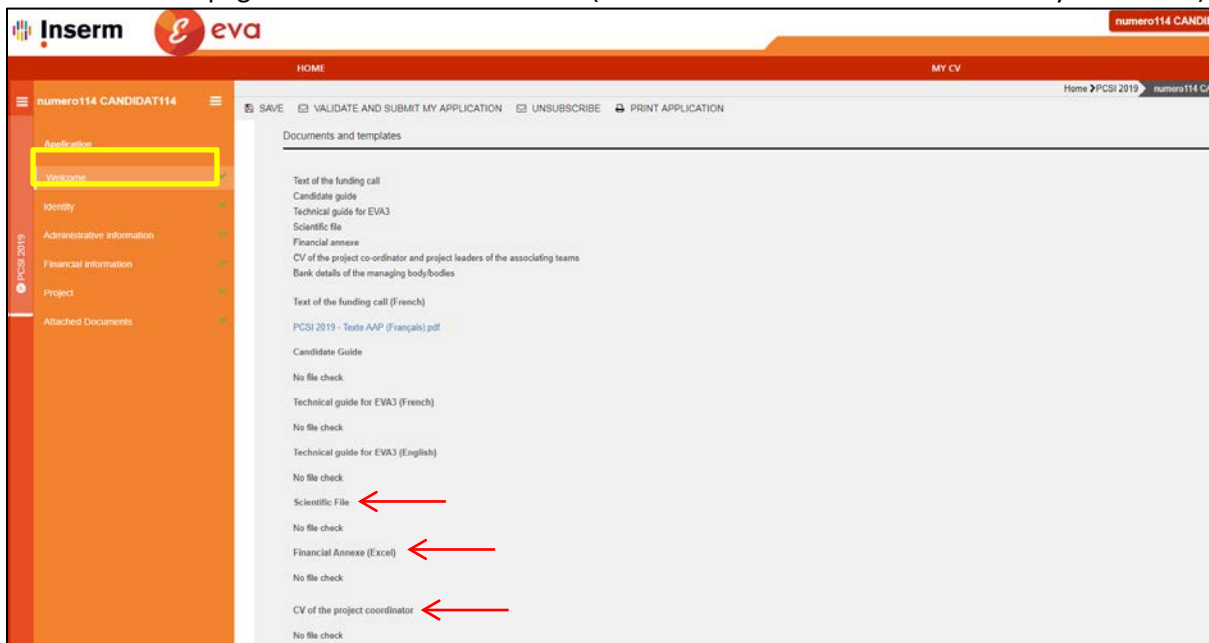 Inserm
eva
numero114 CANDI
HOME
MY CV
Home PCSI 2019 numero114 CA
numero114 CANDIDAT114
SAVE VALIDATE AND SUBMIT MY APPLICATION UNSUBSCRIBE PRINT APPLICATION
PCSI 2019
Application
Welcome
Identity
Administrative information
Financial information
Project
Attached Documents
Documents and templates
Text of the funding call
Candidate guide
Technical guide for EVA3
Scientific file
Financial annexe
CV of the project co-ordinator and project leaders of the associating teams
Bank details of the managing body/bodies
Text of the funding call (French)
PCSI 2019 - Texte AAP (Français).pdf
Candidate Guide
No file check
Technical guide for EVA3 (French)
No file check
Technical guide for EVA3 (English)
No file check
Scientific File
No file check
Financial Annexe (Excel)
No file check
CV of the project coordinator
No file check